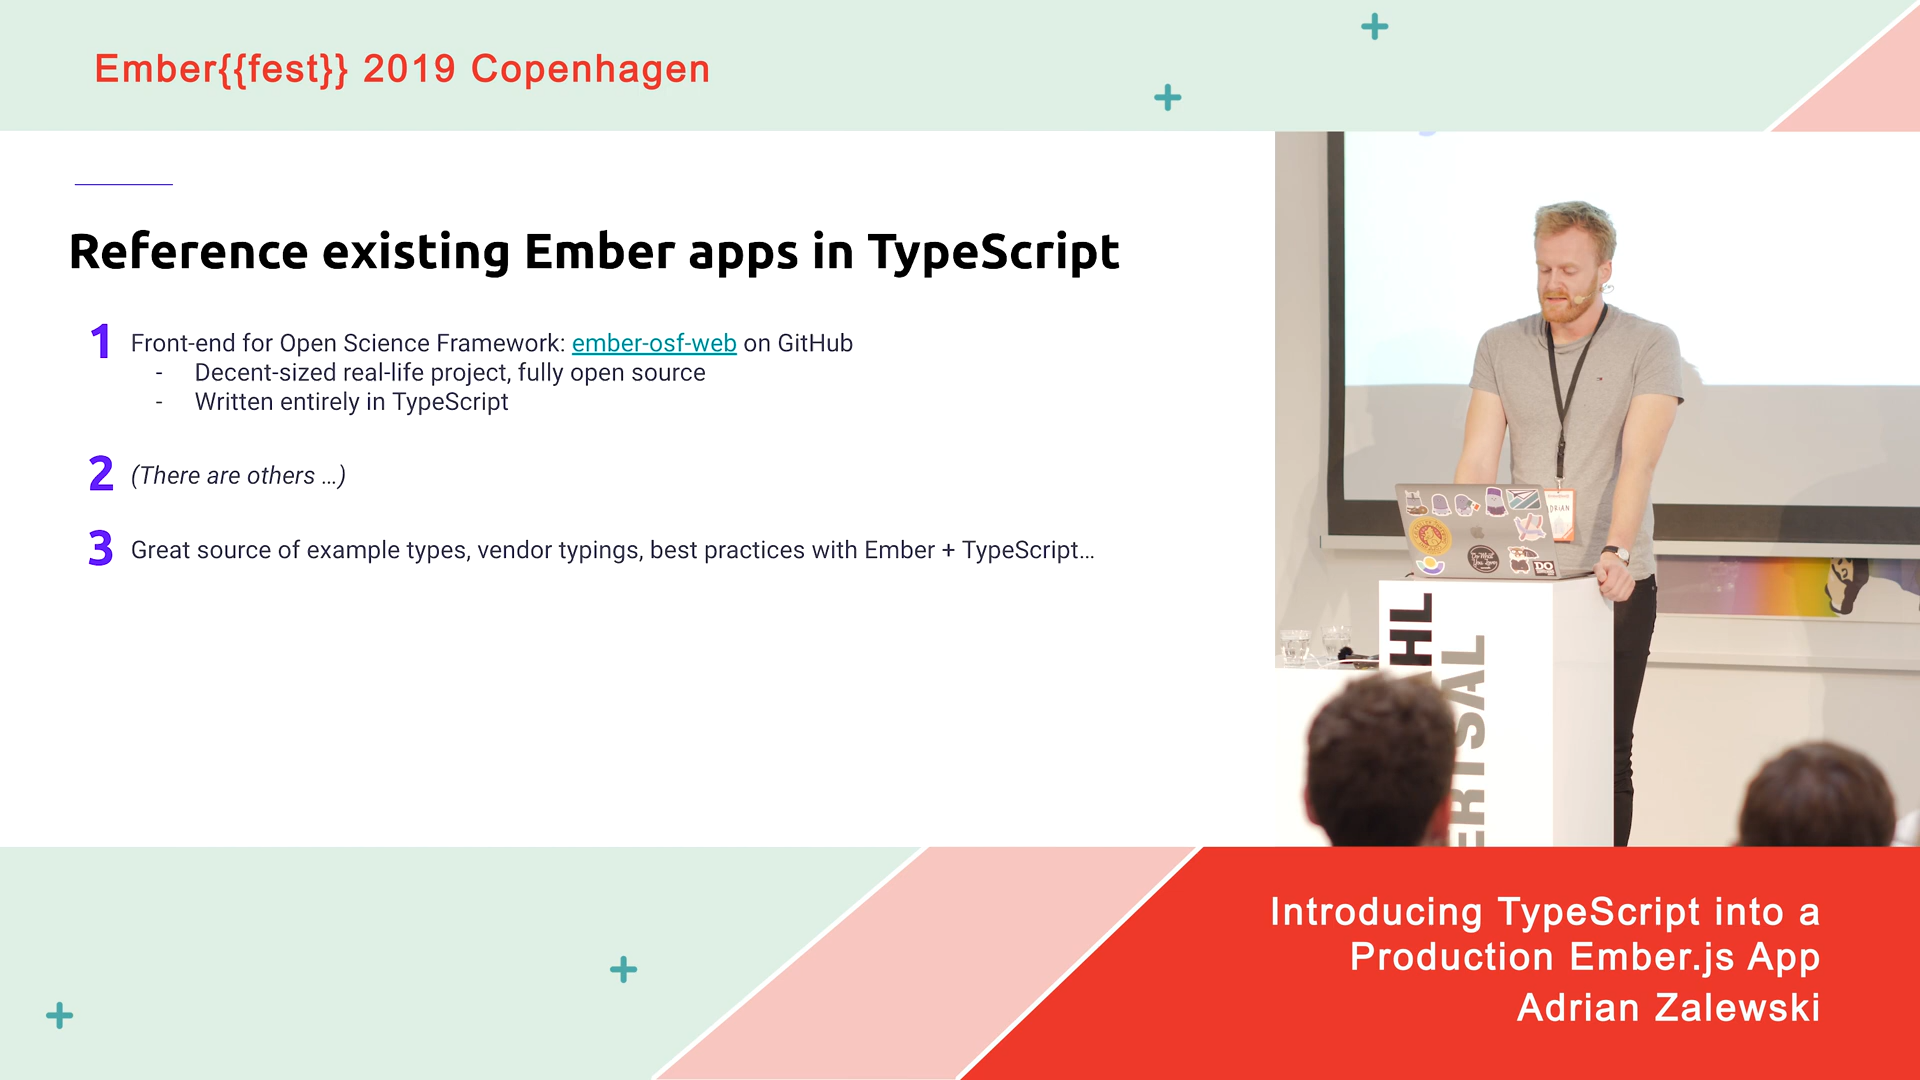 Ember{{fest}} 2019 Copenhagen
Reference existing Ember apps in TypeScript
1 Front-end for Open Science Framework: ember-osf-web on GitHub
- Decent-sized real-life project, fully open source
- Written entirely in TypeScript
2 (There are others …)
3 Great source of example types, vendor typings, best practices with Ember + TypeScript…
DO
HL
ERTSAL
Introducing TypeScript into a
Production Ember.js App
Adrian Zalewski